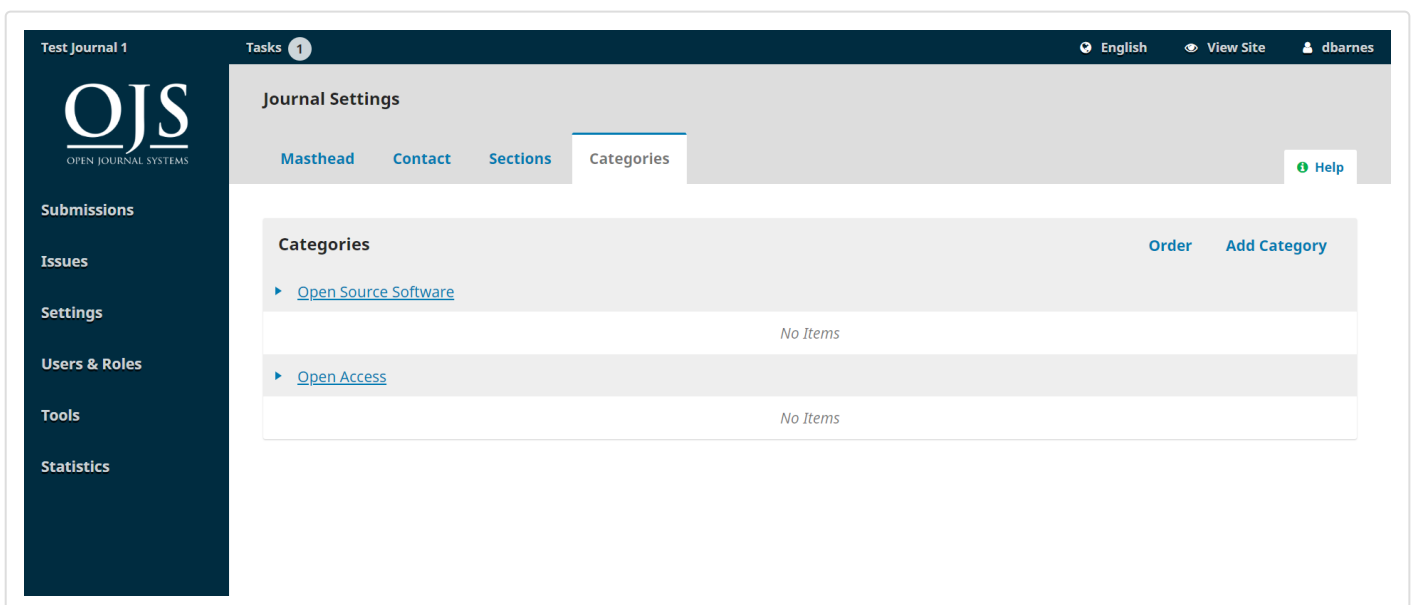 Test Journal 1 Tasks 1 English View Site dbarnes
OJS
OPEN JOURNAL SYSTEMS
Submissions
Issues
Settings
Users & Roles
Tools
Statistics
Journal Settings
Masthead Contact Sections Categories
Help
Categories Order Add Category
Open Source Software
No Items
Open Access
No Items